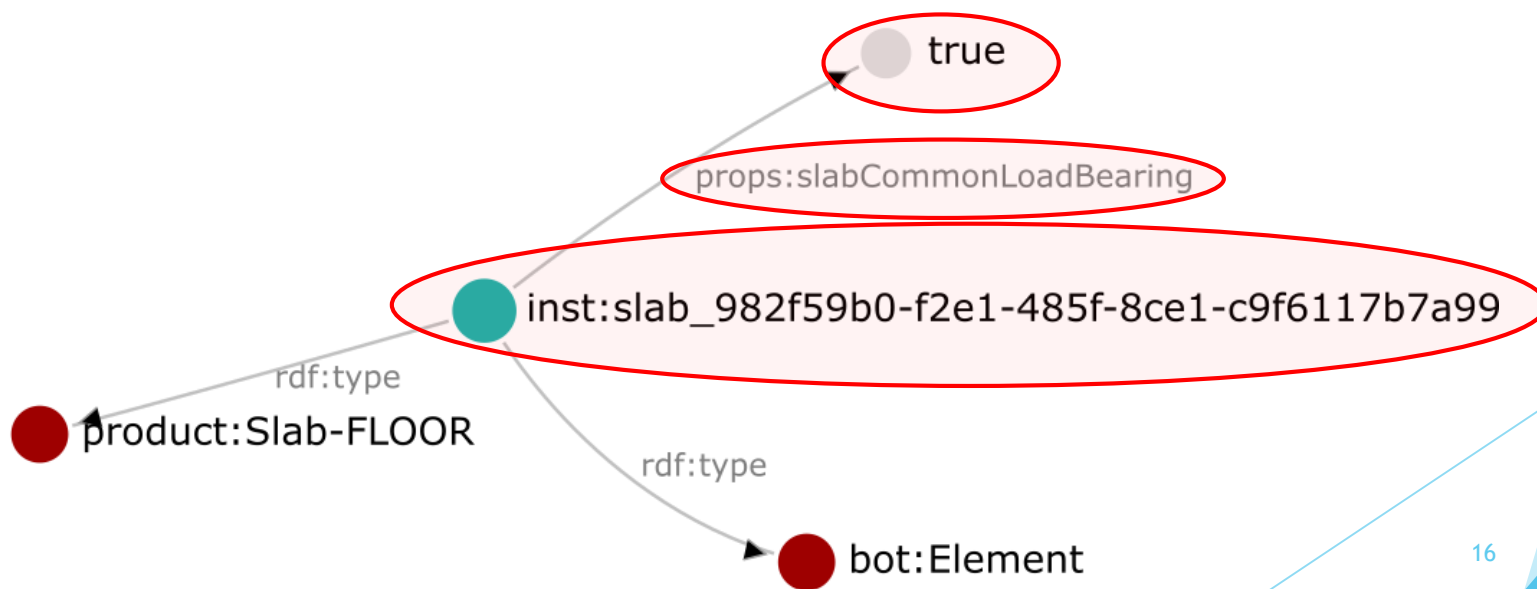 true
props:slabCommonLoadBearing
inst:slab_982f59b0-f2e1-485f-8ce1-c9f6117b7a99
rdf:type
product:Slab-FLOOR
rdf:type
bot:Element
16